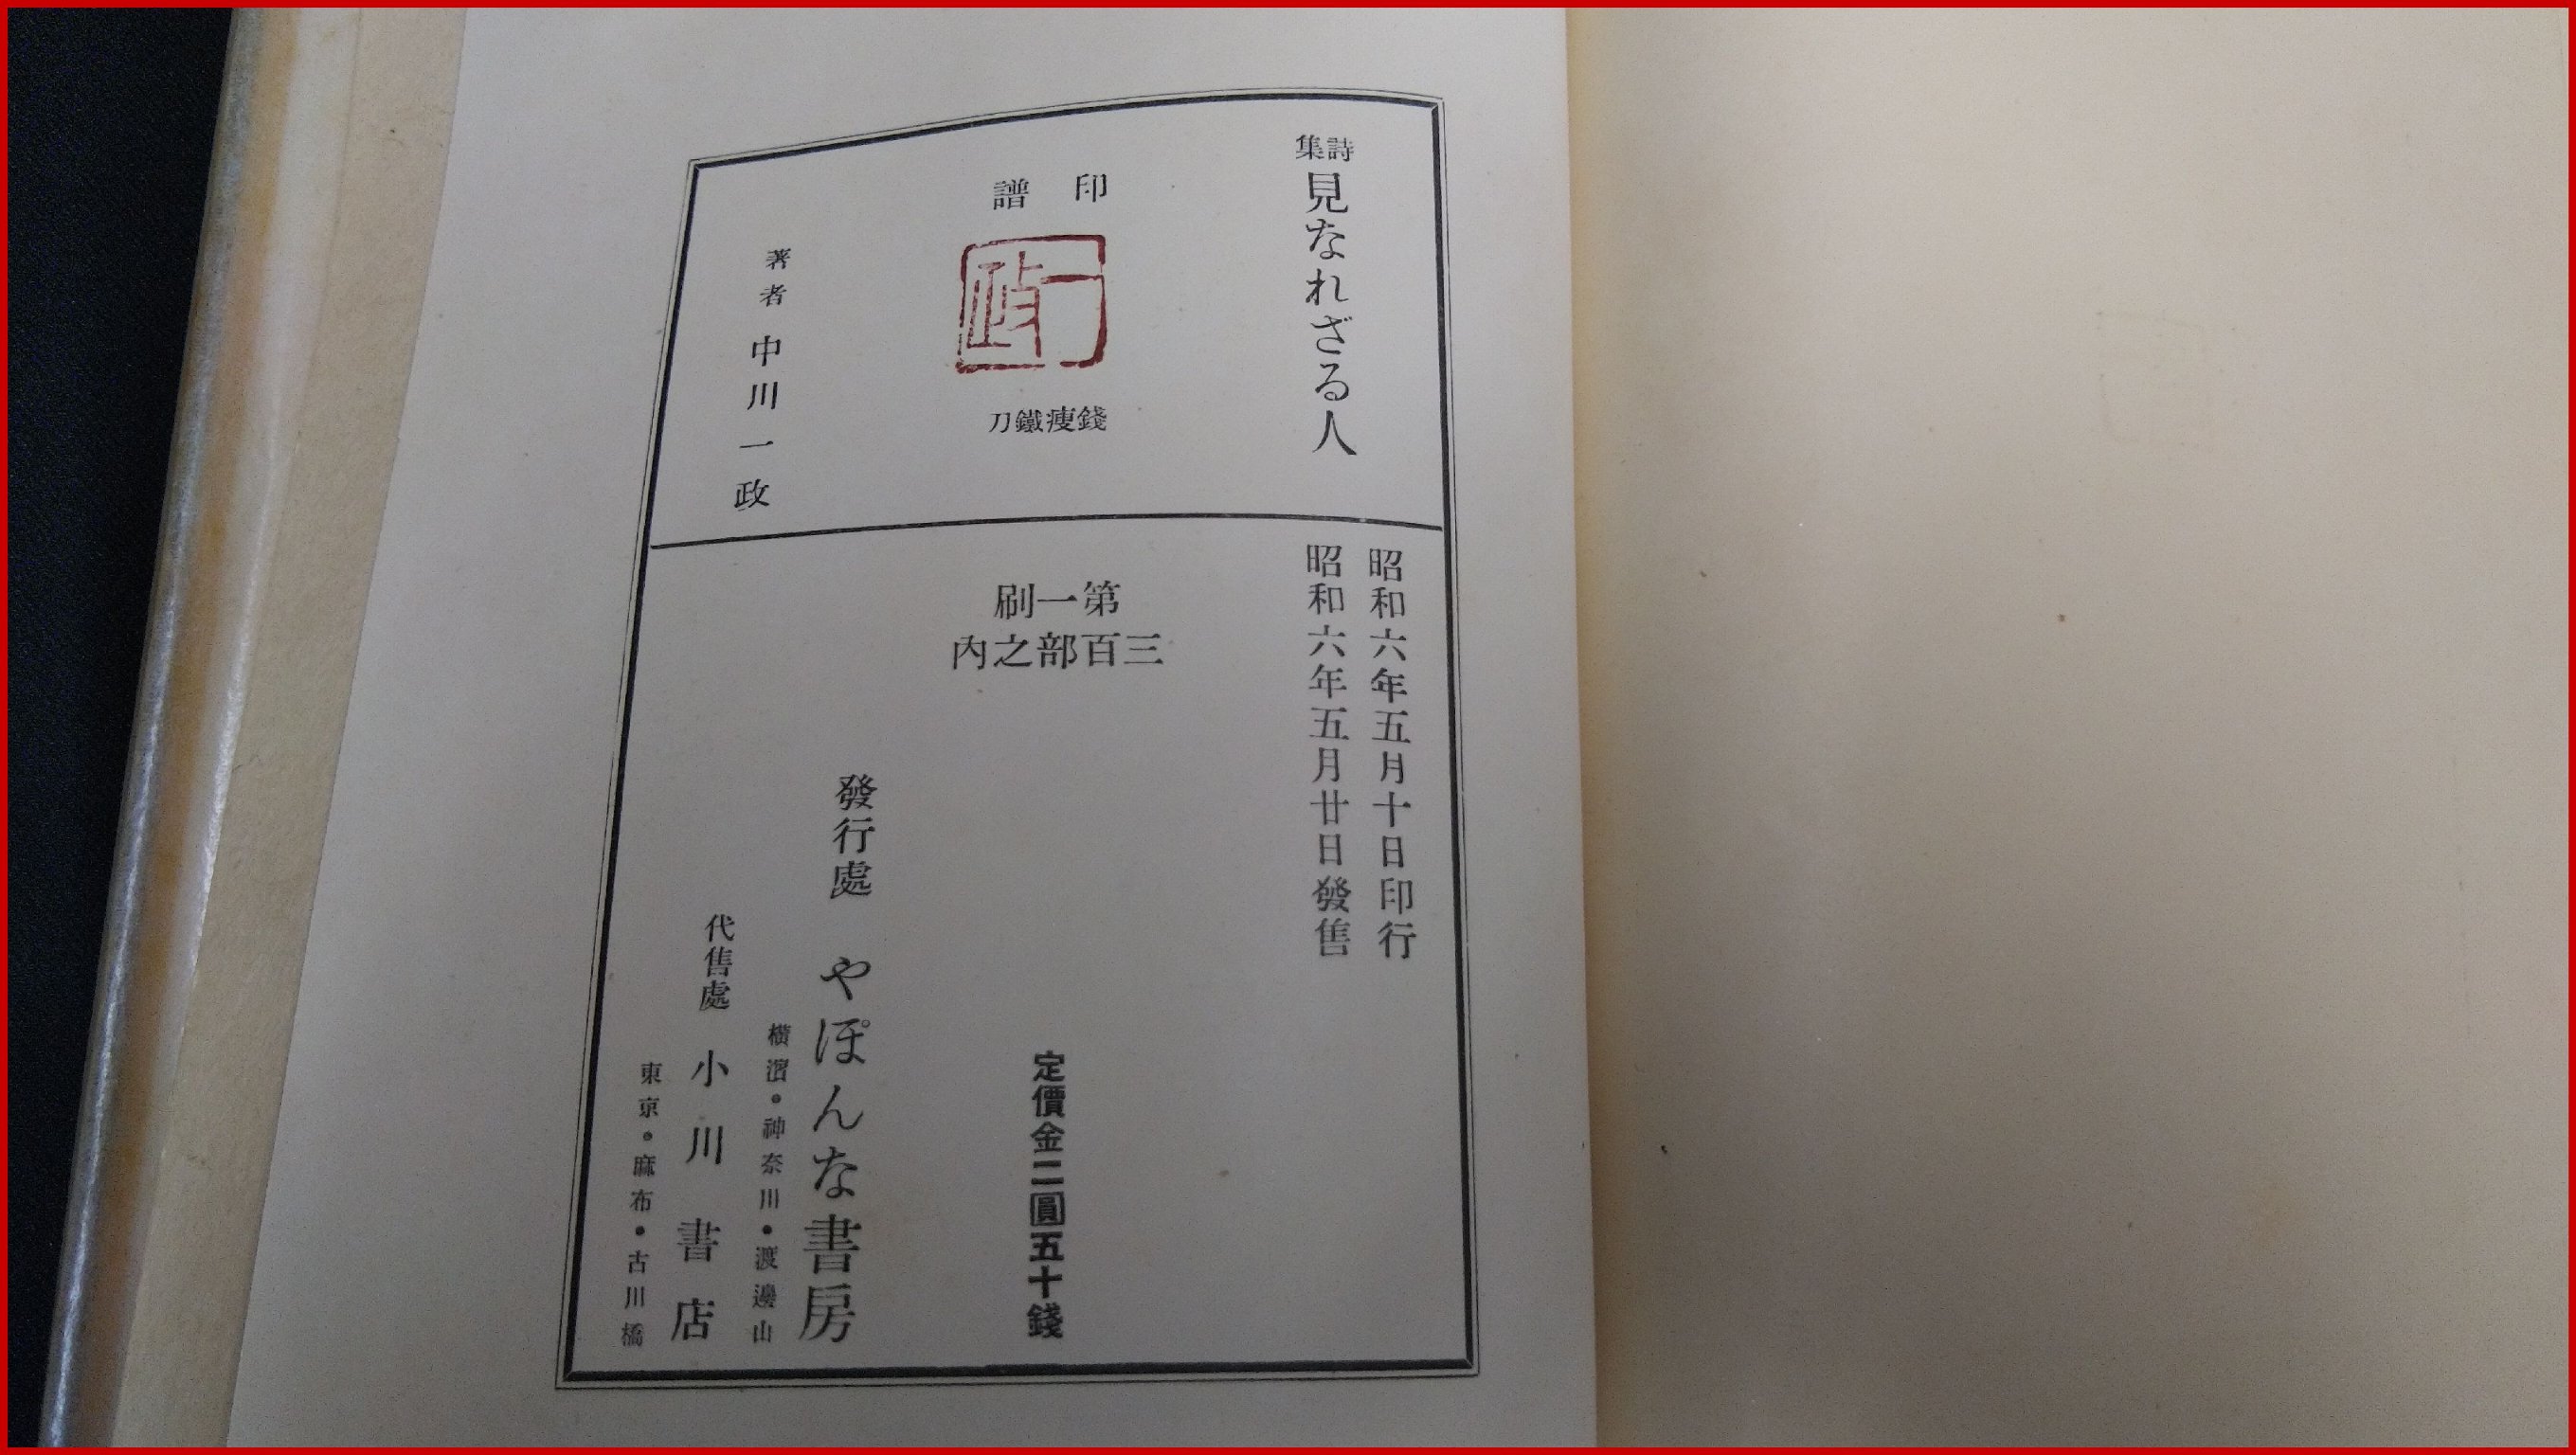 詩集 見なれざる人
印譜
一政
錢瘦鐵刀
著者 中川一政
昭和六年五月十日印行
昭和六年五月廿日發售
第一刷
三百部之內
定價金二圓五十錢
發行處 やぽんな書房
橫濱・神奈川・渡邊山
代售處 小川書店
東京・麻布・古川橋